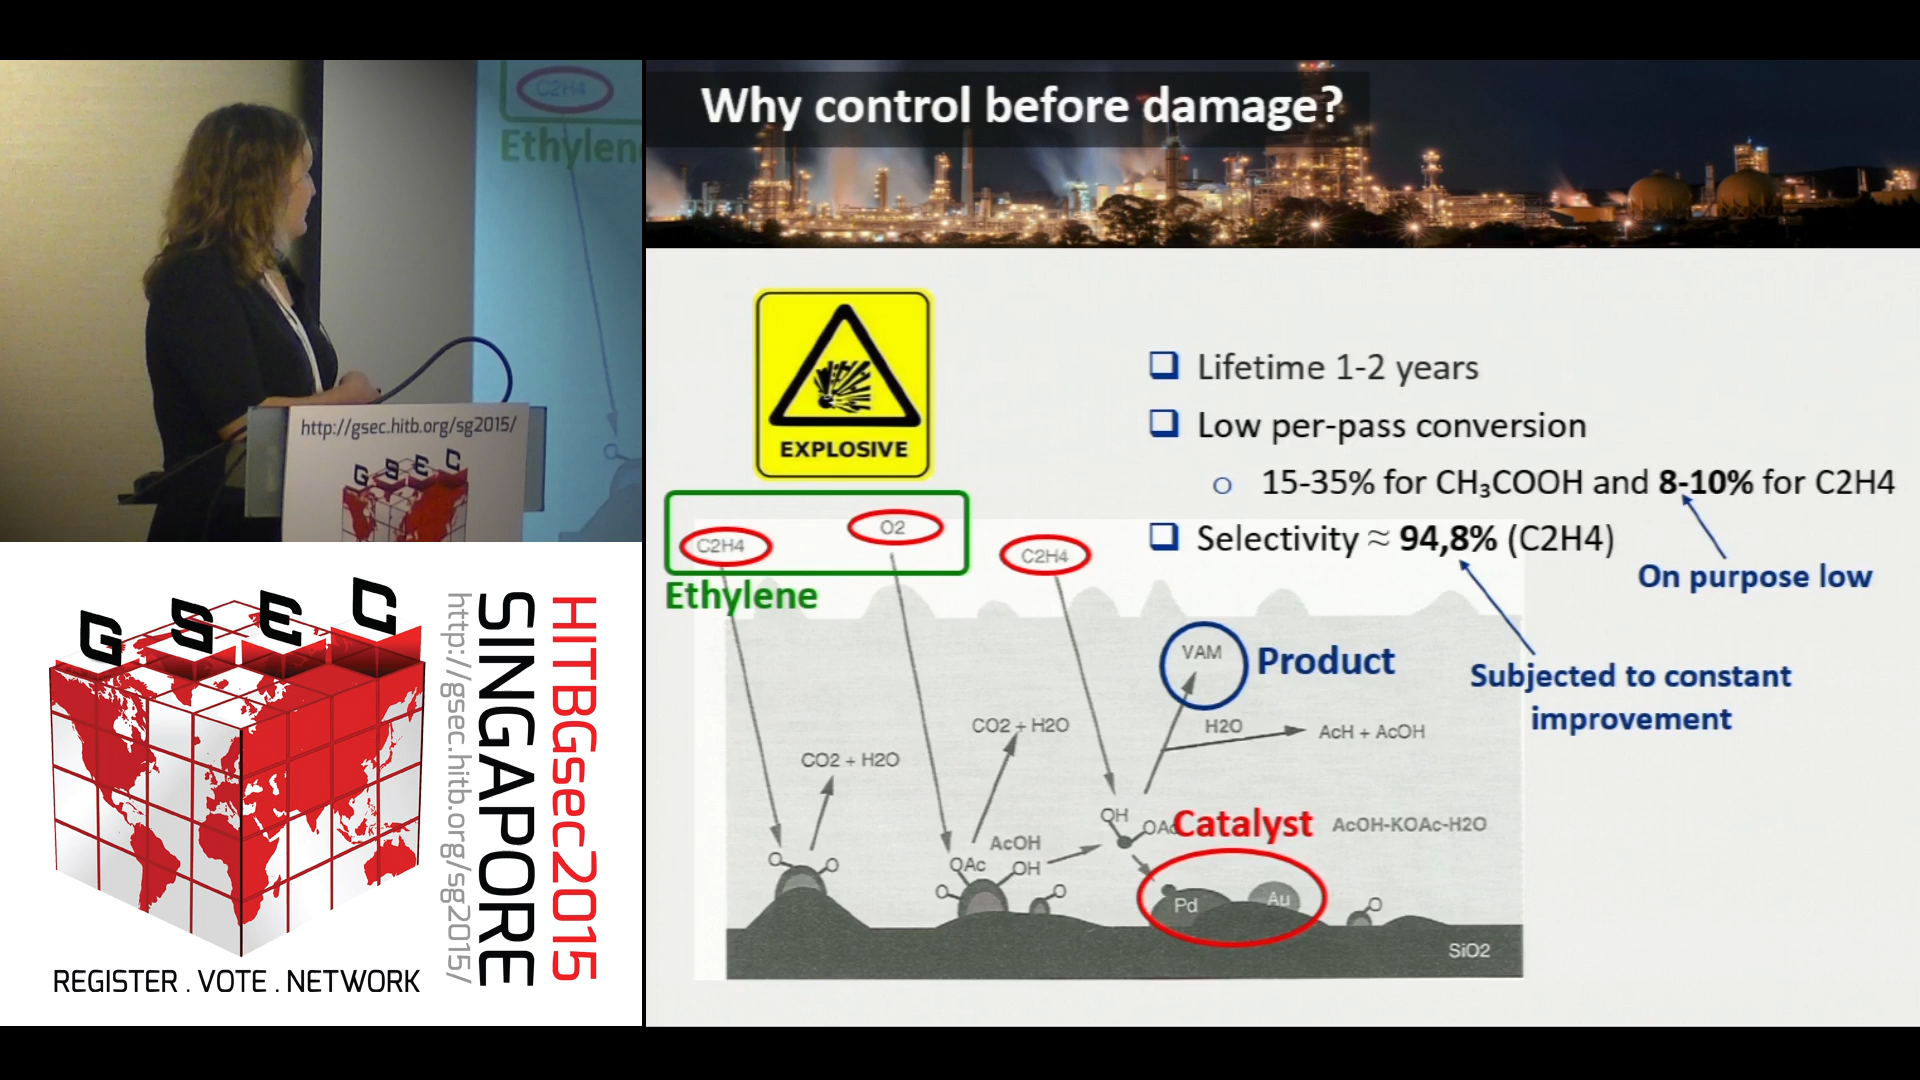 C2H4
Ethylen
http://gsec.hitb.org/sg2015/
G S E C
G S E C
REGISTER . VOTE . NETWORK
http://gsec.hitb.org/sg2015/
SINGAPORE
HITBGsec2015
Why control before damage?
EXPLOSIVE
Lifetime 1-2 years
Low per-pass conversion
15-35% for CH₃COOH and 8-10% for C2H4
Selectivity ≈ 94,8% (C2H4)
On purpose low
Subjected to constant
improvement
C2H4
O2
C2H4
Ethylene
VAM
Product
CO2 + H2O
CO2 + H2O
H2O
AcH + AcOH
OH
OAc
Catalyst
AcOH-KOAc-H2O
AcOH
OAc
OH
O
O
O
O
O
Pd
Au
SiO2